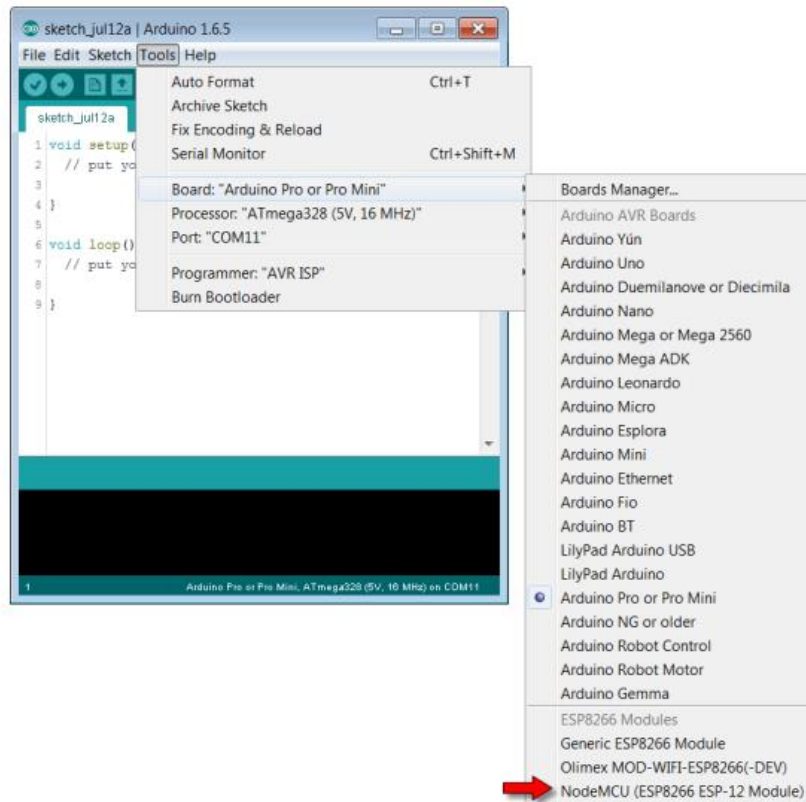 sketch_jul12a | Arduino 1.6.5
File Edit Sketch Tools Help
sketch_jul12a
1 void setup(
2 // put yo
3
4 }
5
6 void loop()
7 // put yo
8
9 }
Auto Format Ctrl+T
Archive Sketch
Fix Encoding & Reload
Serial Monitor Ctrl+Shift+M
Board: "Arduino Pro or Pro Mini"
Processor: "ATmega328 (5V, 16 MHz)"
Port: "COM11"
Programmer: "AVR ISP"
Burn Bootloader
Boards Manager...
Arduino AVR Boards
Arduino Yún
Arduino Uno
Arduino Duemilanove or Diecimila
Arduino Nano
Arduino Mega or Mega 2560
Arduino Mega ADK
Arduino Leonardo
Arduino Micro
Arduino Esplora
Arduino Mini
Arduino Ethernet
Arduino Fio
Arduino BT
LilyPad Arduino USB
LilyPad Arduino
Arduino Pro or Pro Mini
Arduino NG or older
Arduino Robot Control
Arduino Robot Motor
Arduino Gemma
ESP8266 Modules
Generic ESP8266 Module
Olimex MOD-WIFI-ESP8266(-DEV)
NodeMCU (ESP8266 ESP-12 Module)
1 Arduino Pro or Pro Mini, ATmega328 (5V, 16 MHz) on COM11